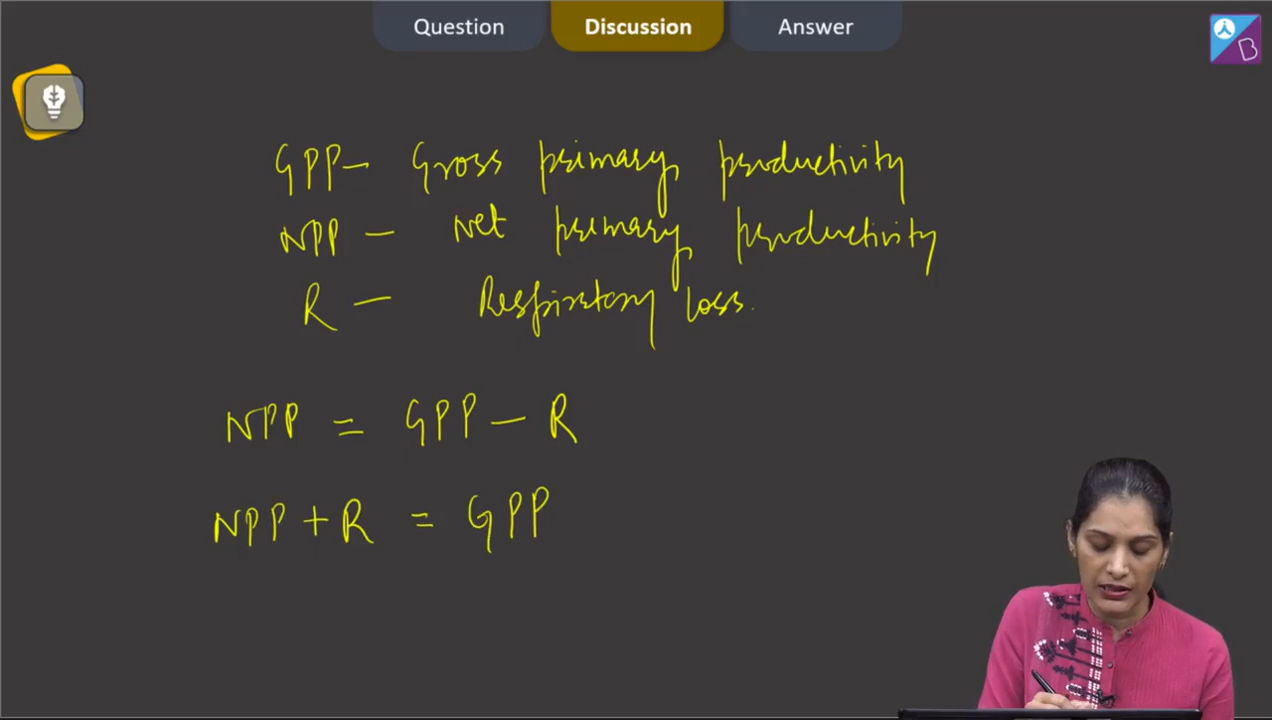 Question Discussion Answer
GPP- Gross primary productivity
NPP - Net primary productivity
R - Respiratory loss.
NPP = GPP - R
NPP + R = GPP